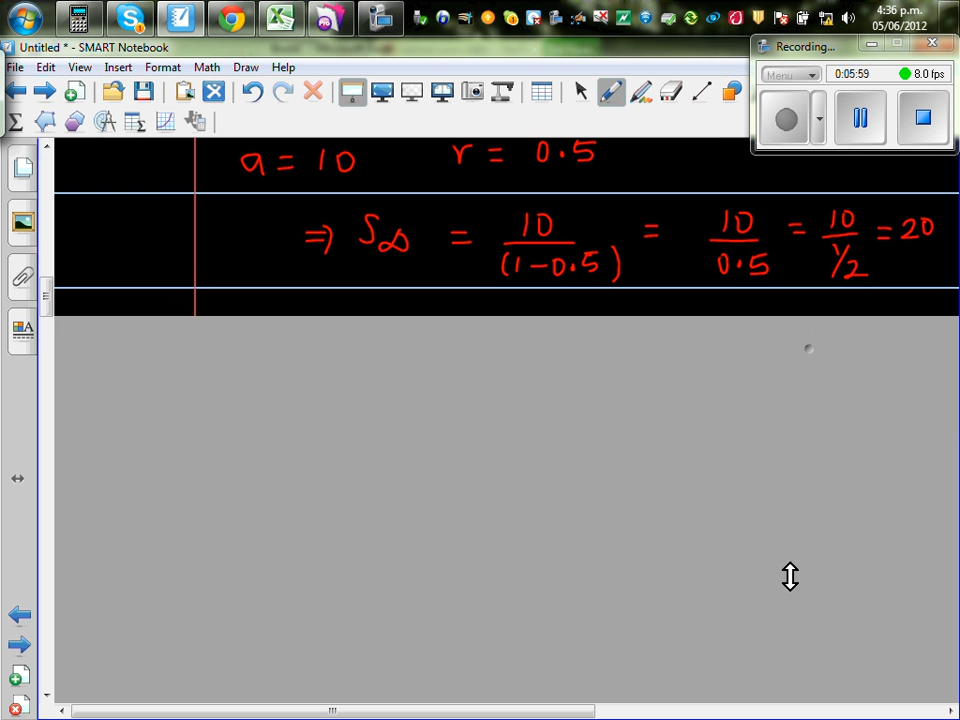 4:36 p.m.
05/06/2012
Untitled * - SMART Notebook
File Edit View Insert Format Math Draw Help
Recording...
Menu 0:05:59 8.0 fps
a = 10 r = 0.5
⇒ S∞ = 10/(1-0.5) = 10/0.5 = 10/1/2 = 20